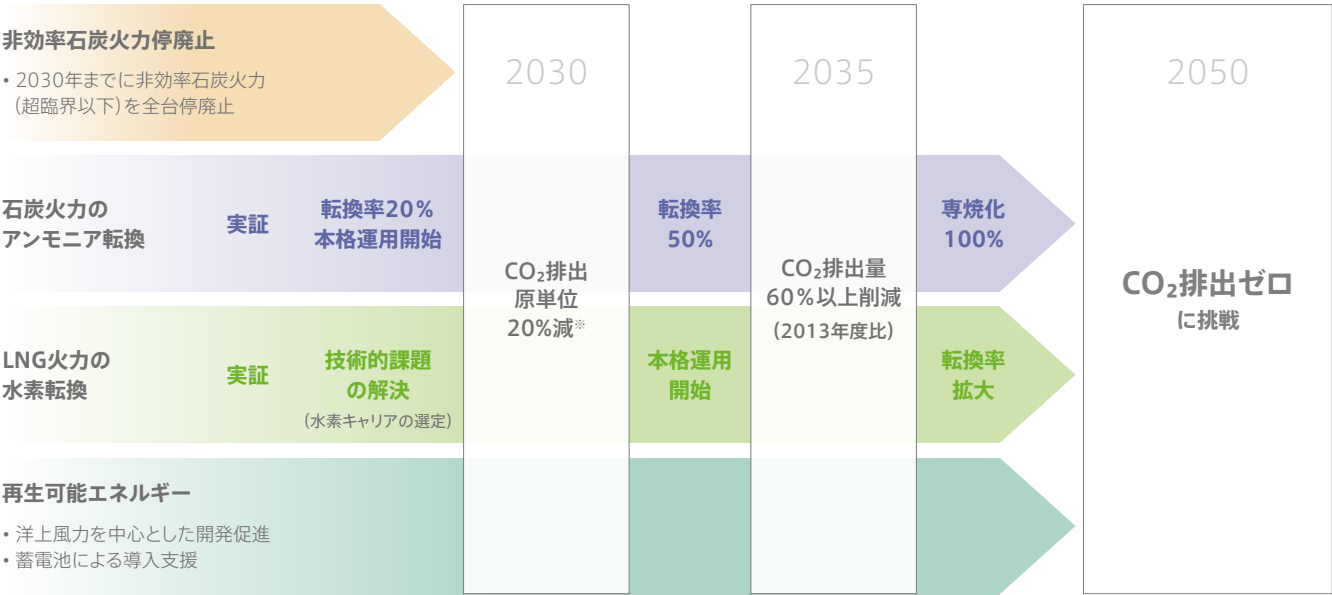 非効率石炭火力停廃止
• 2030年までに非効率石炭火力
（超臨界以下）を全台停廃止
石炭火力の
アンモニア転換
実証
転換率20%
本格運用開始
転換率
50%
専焼化
100%
LNG火力の
水素転換
実証
技術的課題
の解決
（水素キャリアの選定）
本格運用
開始
転換率
拡大
再生可能エネルギー
• 洋上風力を中心とした開発促進
• 蓄電池による導入支援
2030
CO₂排出
原単位
20%減※
2035
CO₂排出量
60%以上削減
（2013年度比）
2050
CO₂排出ゼロ
に挑戦